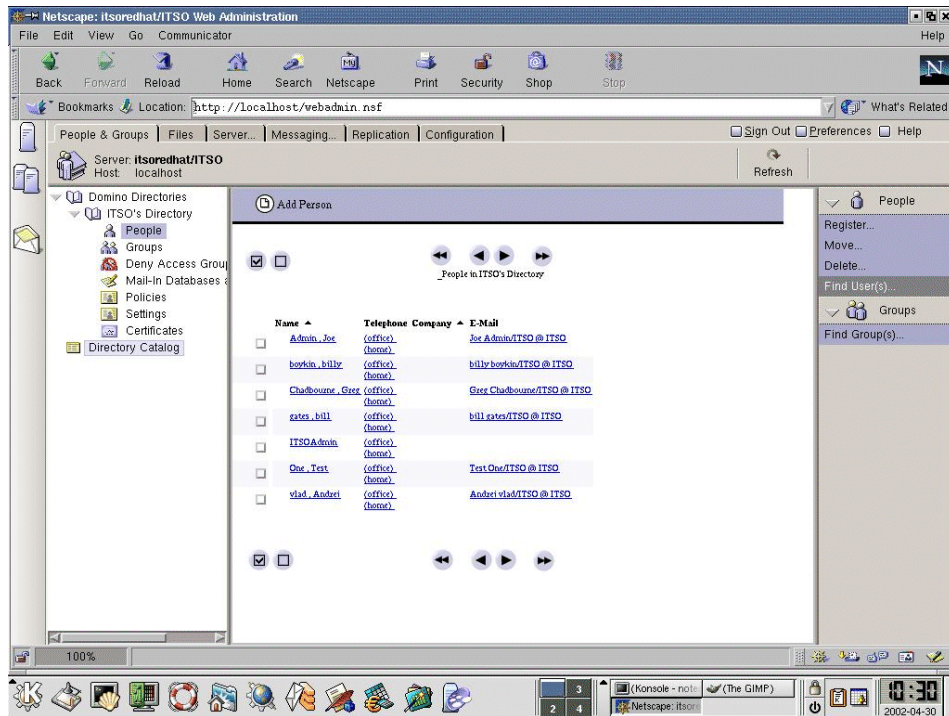 Netscape: itsoredhat/ITSO Web Administration
File Edit View Go Communicator Help
Back Forward Reload Home Search Netscape Print Security Shop Stop
My
N
Bookmarks Location: http://localhost/webadmin.nsf What's Related
People & Groups Files Server... Messaging... Replication Configuration Sign Out Preferences Help
Server: itsoredhat/ITSO
Host: localhost
Refresh
Domino Directories
ITSO's Directory
People
Groups
Deny Access Group
Mail-In Databases a
Policies
Settings
Certificates
Directory Catalog
Add Person
_People in ITSO's Directory
Name Telephone Company E-Mail
Admin , Joe (office) Joe Admin/ITSO @ ITSO
(home)
boykin , billy (office) billy boykin/ITSO @ ITSO
(home)
Chadbourne , Greg (office) Greg Chadbourne/ITSO @ ITSO
(home)
gates , bill (office) bill gates/ITSO @ ITSO
(home)
ITSOAdmin (office)
(home)
One , Test (office) Test One/ITSO @ ITSO
(home)
vlad , Andrei (office) Andrei vlad/ITSO @ ITSO
(home)
People
Register...
Move...
Delete...
Find User(s)...
Groups
Find Group(s)...
100%
K
3
2 4
(Konsole - note (The GIMP)
Netscape: itsore
10:30
2002-04-30